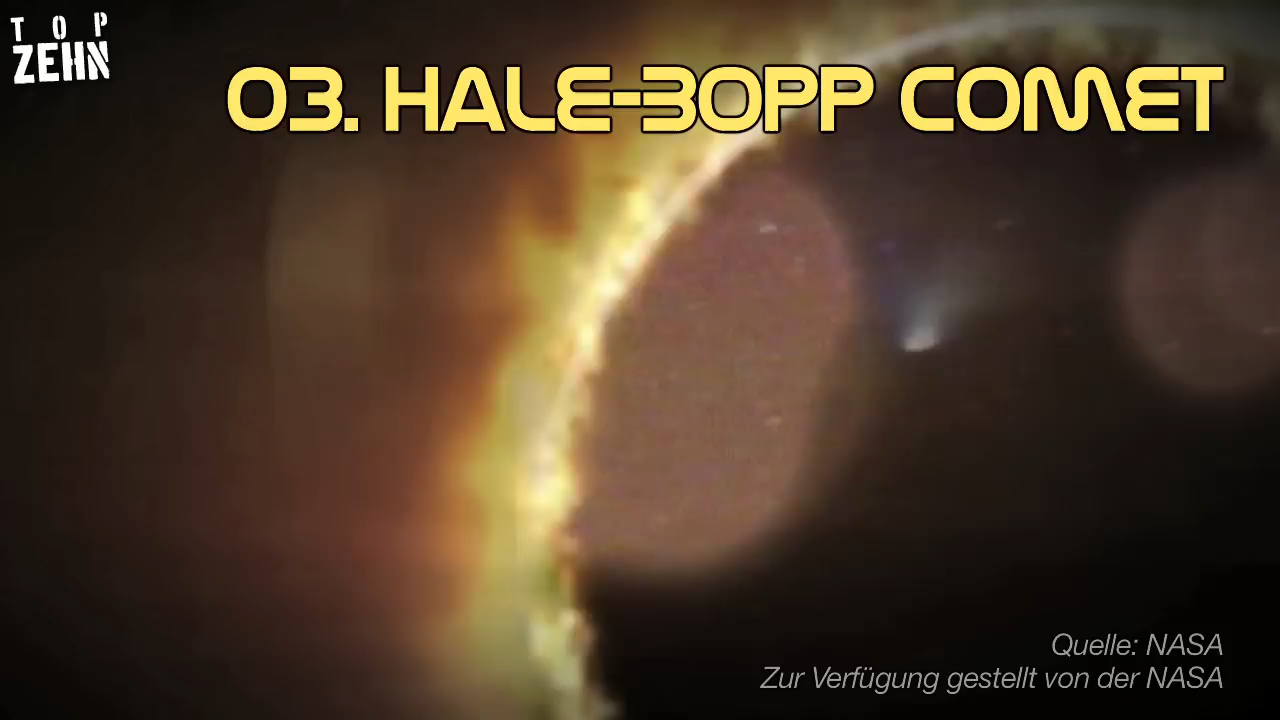 TOP
ZEHN
03. HALE-BOPP COMET
Quelle: NASA
Zur Verfügung gestellt von der NASA